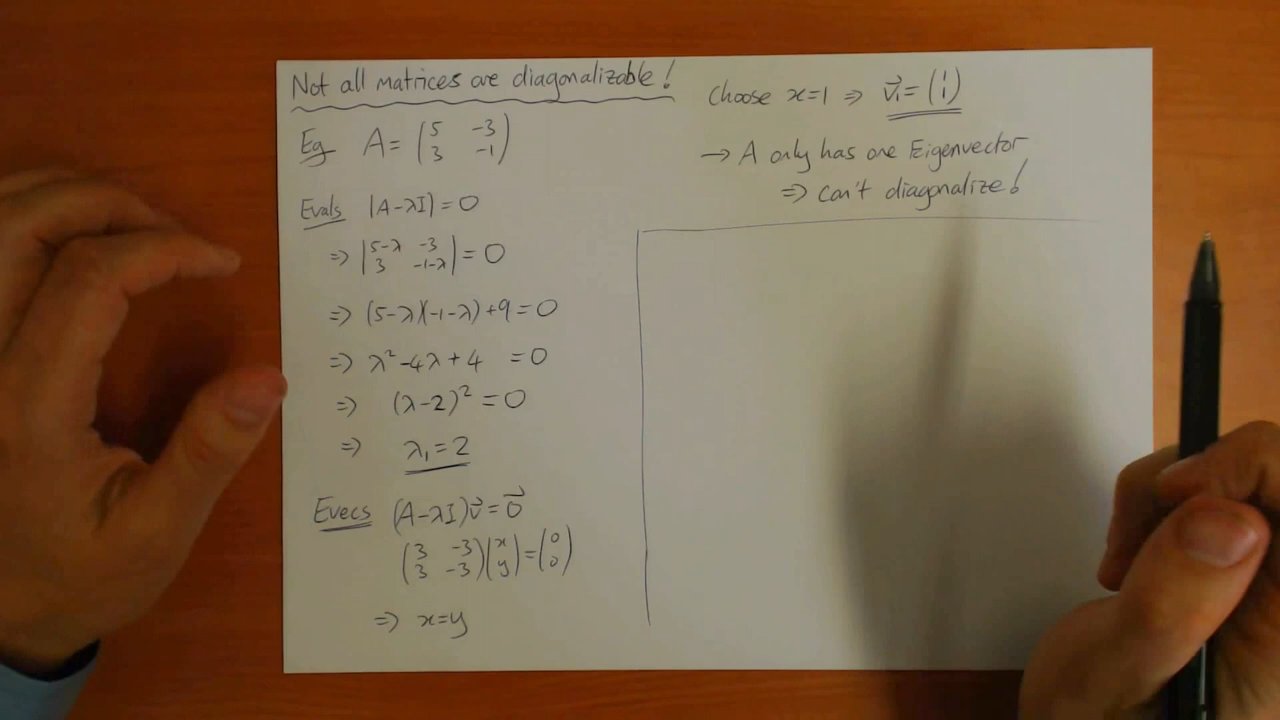 Not all matrices are diagonalizable!
Eg A = (5 -3
3 -1)
Evals |A-λI| = 0
⇒ |5-λ -3
3 -1-λ| = 0
⇒ (5-λ)(-1-λ)+9 = 0
⇒ λ²-4λ+4 = 0
⇒ (λ-2)² = 0
⇒ λ₁ = 2
Evecs (A-λI)v⃗ = 0⃗
(3 -3
3 -3)(x
y) = (0
0)
⇒ x=y
Choose x=1 ⇒ v⃗₁ = (1
1)
→ A only has one Eigenvector
⇒ can't diagonalize!